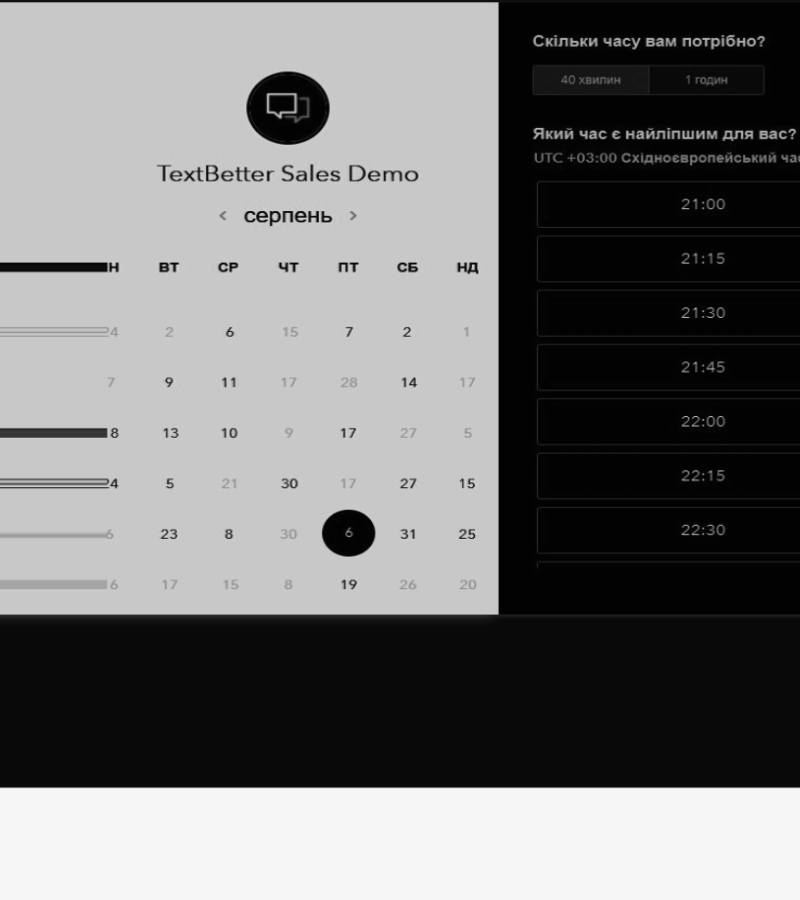 TextBetter Sales Demo
серпень
Н ВТ СР ЧТ ПТ СБ НД
24 2 6 15 7 2 1
7 9 11 17 28 14 17
8 13 10 9 17 27 5
24 5 21 30 17 27 15
6 23 8 30 6 31 25
6 17 15 8 19 26 20
Скільки часу вам потрібно?
40 хвилин 1 годин
Який час є найліпшим для вас?
UTC +03:00 Східноєвропейський час
21:00
21:15
21:30
21:45
22:00
22:15
22:30